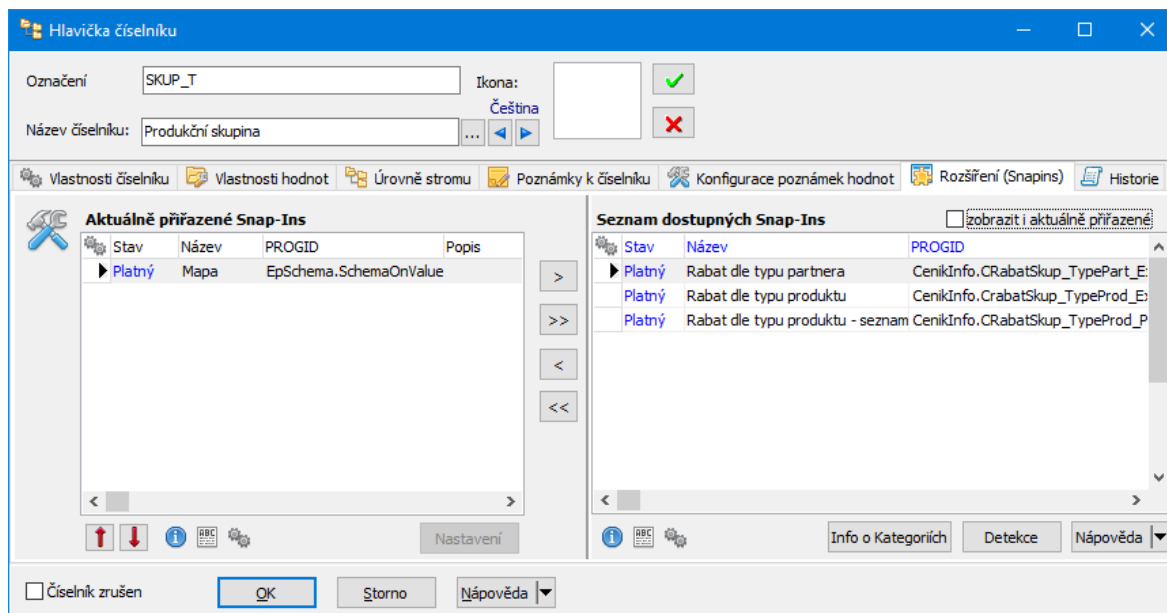 Hlavička číselníku
Označení SKUP_T Ikona:
Čeština
Název číselníku: Produkční skupina ...
Vlastnosti číselníku Vlastnosti hodnot Úrovně stromu Poznámky k číselníku Konfigurace poznámek hodnot Rozšíření (Snapins) Historie
Aktuálně přiřazené Snap-Ins
Stav Název PROGID Popis
Platný Mapa EpSchema.SchemaOnValue
>
>>
<
<<
Nastavení
Seznam dostupných Snap-Ins zobrazit i aktuálně přiřazené
Stav Název PROGID
Platný Rabat dle typu partnera CenikInfo.CRabatSkup_TypePart_E
Platný Rabat dle typu produktu CenikInfo.CrabatSkup_TypeProd_E
Platný Rabat dle typu produktu - seznam CenikInfo.CRabatSkup_TypeProd_P
Info o Kategoriích Detekce Nápověda
Číselník zrušen OK Storno Nápověda